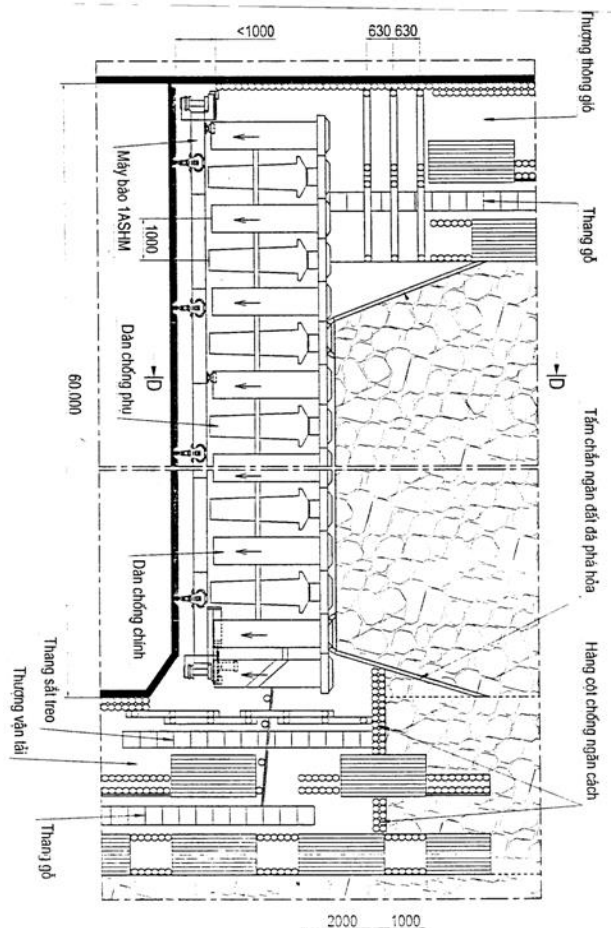 <1000
630 630
Thượng thông gió
Thang gỗ
Máy bào 1ASHM
1000
Dàn chống phụ
D
D
60.000
Tấm chắn ngăn đất đá phá hỏa
Dàn chống chính
Hàng cột chống ngăn cách
Thang sắt treo
Thượng vận tải
Thang gỗ
2000 1000